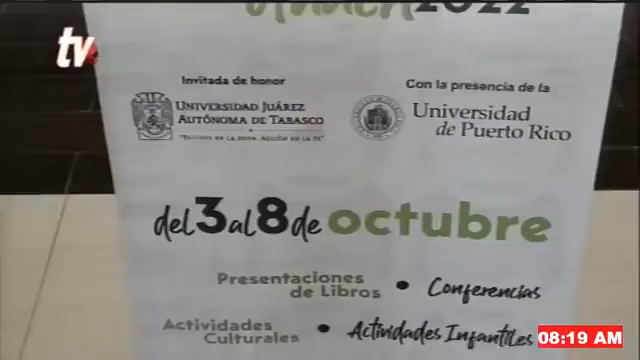 2022
tv
Invitada de honor
Con la presencia de la
UNIVERSIDAD JUÁREZ
AUTÓNOMA DE TABASCO
Universidad
de Puerto Rico
del 3 al 8 de octubre
Presentaciones
de Libros • Conferencias
Actividades
Culturales • Actividades Infantiles
08:19 AM